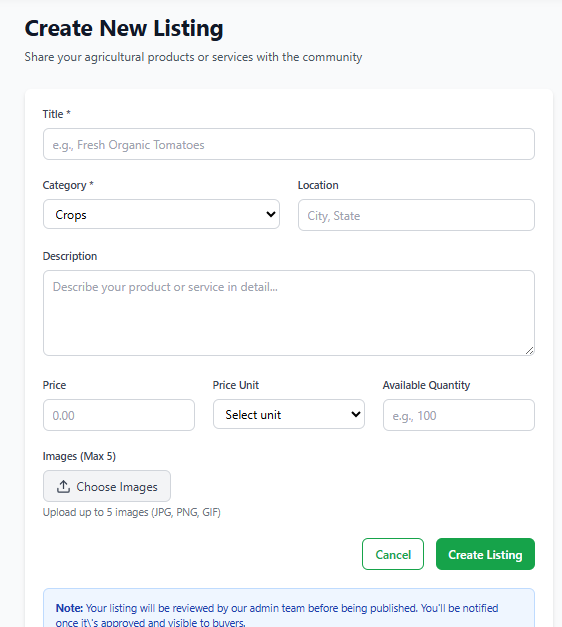 Create New Listing
Share your agricultural products or services with the community
Title *
e.g., Fresh Organic Tomatoes
Category * Location
Crops City, State
Description
Describe your product or service in detail...
Price Price Unit Available Quantity
0.00 Select unit e.g., 100
Images (Max 5)
Choose Images
Upload up to 5 images (JPG, PNG, GIF)
Cancel Create Listing
Note: Your listing will be reviewed by our admin team before being published. You'll be notified
once it\'s approved and visible to buyers.